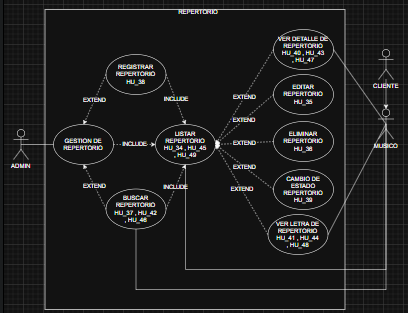 REPERTORIO
VER DETALLE DE
REPERTORIO
HU_40 , HU_43
, HU_47
REGISTRAR
REPERTORIO
HU_38
CLIENTE
EXTEND
EXTEND
INCLUDE
EDITAR
REPERTORIO
HU_35
EXTEND
ADMIN
GESTION DE
REPERTORIO
INCLUDE
LISTAR
REPERTORIO
HU_34 , HU_45
, HU_49
EXTEND
ELIMINAR
REPERTORIO
HU_36
MUSICO
EXTEND
EXTEND
INCLUDE
EXTEND
CAMBIO DE
ESTADO
REPERTORIO
HU_39
BUSCAR
REPERTORIO
HU_37 , HU_42
, HU_46
VER LETRA DE
REPERTORIO
HU_41 , HU_44
, HU_48